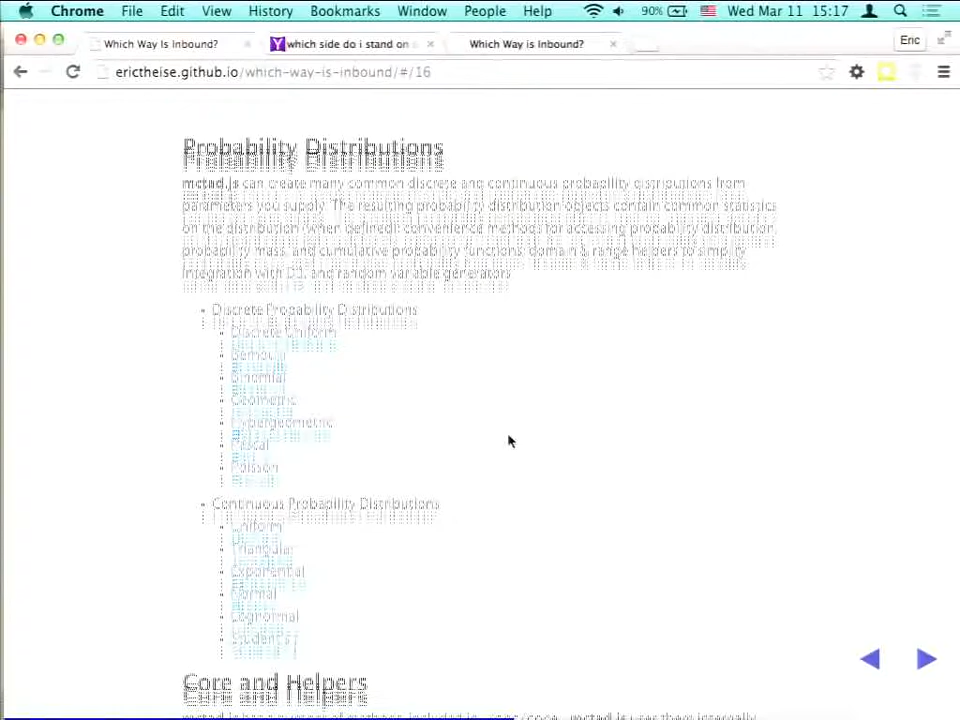 Chrome File Edit View History Bookmarks Window People Help 90% Wed Mar 11 15:17
Which Way Is Inbound? which side do i stand on Which Way is Inbound? Eric
erictheise.github.io/which-way-is-inbound/#/16
Probability Distributions
mctad.js can create many common discrete and continuous probability distributions from
parameters you supply. The resulting probability distribution objects contain common statistics
on the distribution (when defined), convenience methods for accessing probability distribution,
probability mass, and cumulative probability functions, domain & range helpers to simplify
integration with D3, and random variable generators
• Discrete Probability Distributions
• Discrete Uniform
• Bernoulli
• Binomial
• Geometric
• Hypergeometric
• Pascal
• Poisson
• Continuous Probability Distributions
• Uniform
• Triangular
• Exponential
• Normal
• Lognormal
• Student's
Core and Helpers
mctad.js